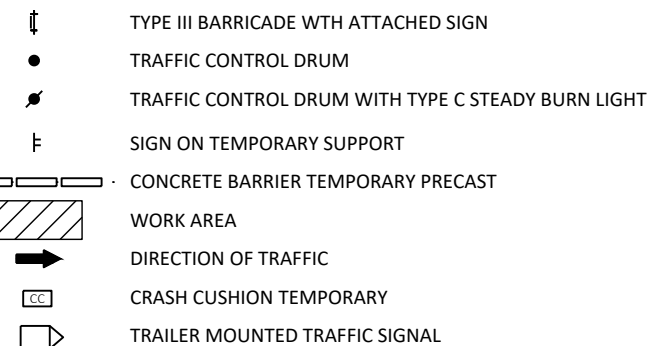 TYPE III BARRICADE WTH ATTACHED SIGN
TRAFFIC CONTROL DRUM
TRAFFIC CONTROL DRUM WITH TYPE C STEADY BURN LIGHT
SIGN ON TEMPORARY SUPPORT
CONCRETE BARRIER TEMPORARY PRECAST
WORK AREA
DIRECTION OF TRAFFIC
CC CRASH CUSHION TEMPORARY
TRAILER MOUNTED TRAFFIC SIGNAL